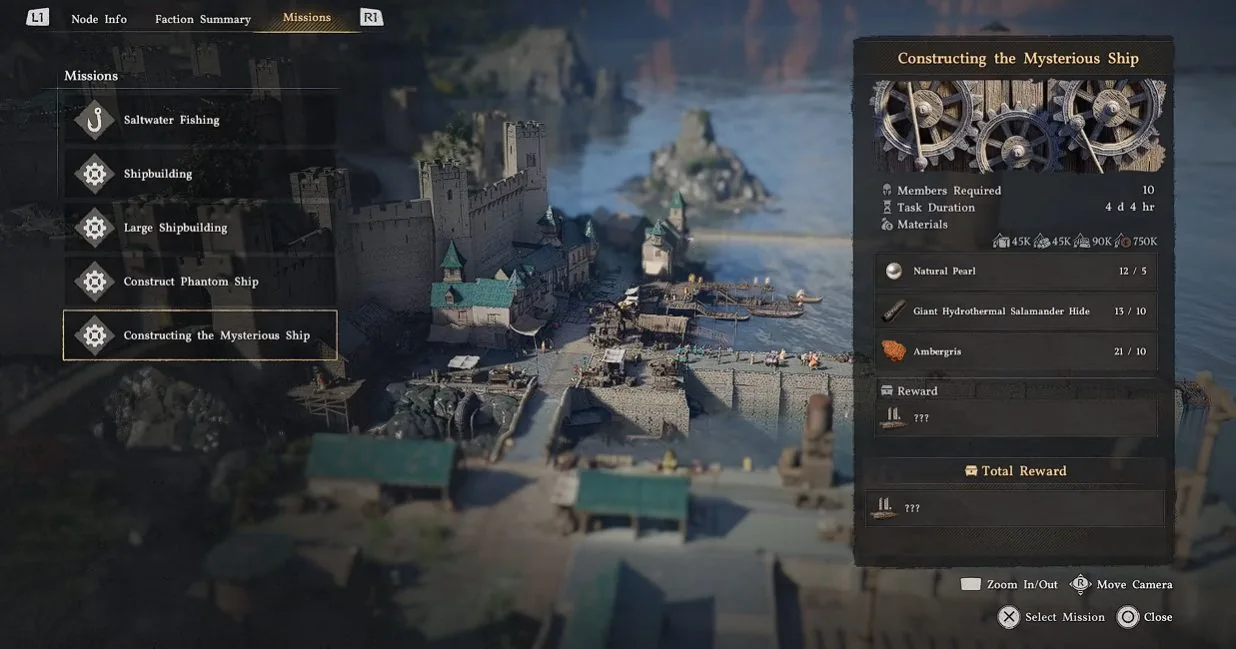 L1 Node Info Faction Summary Missions R1
Missions
Saltwater Fishing
Shipbuilding
Large Shipbuilding
Construct Phantom Ship
Constructing the Mysterious Ship
Constructing the Mysterious Ship
Members Required 10
Task Duration 4 d 4 hr
Materials
45K 45K 90K 750K
Natural Pearl 12 / 5
Giant Hydrothermal Salamander Hide 13 / 10
Ambergris 21 / 10
Reward
???
Total Reward
???
Zoom In/Out R Move Camera
Select Mission Close